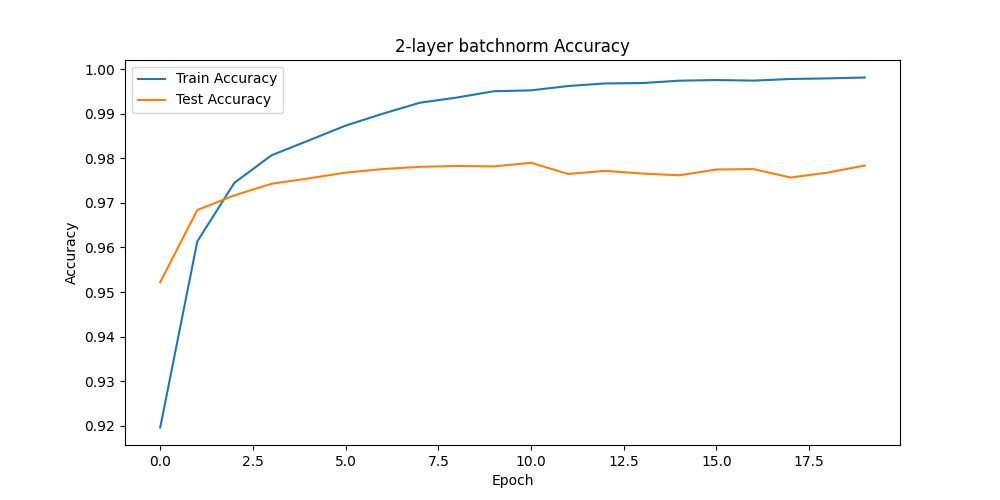 2-layer batchnorm Accuracy
Train Accuracy
Test Accuracy
1.00
0.99
0.98
0.97
0.96
0.95
0.94
0.93
0.92
Accuracy
0.0 2.5 5.0 7.5 10.0 12.5 15.0 17.5
Epoch